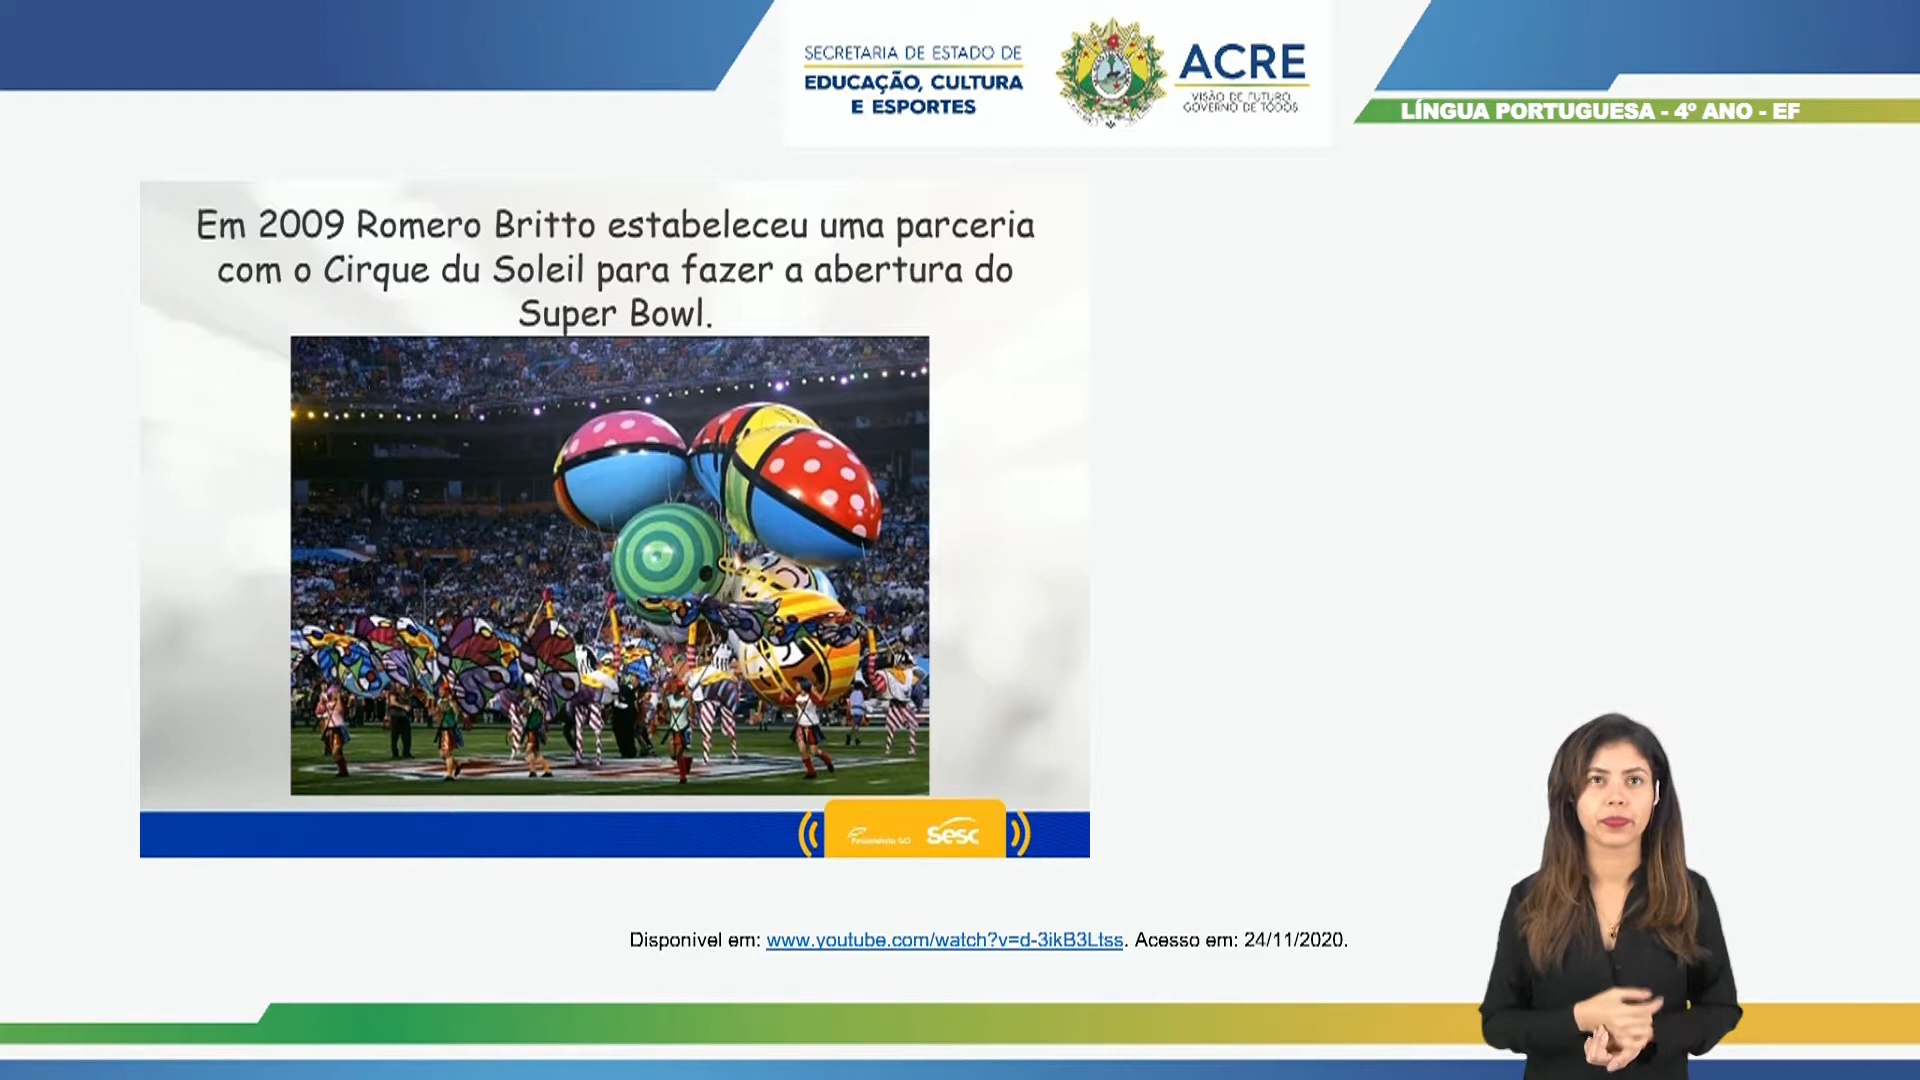 SECRETARIA DE ESTADO DE
EDUCAÇÃO, CULTURA
E ESPORTES
ACRE
VISÃO DE FUTURO,
GOVERNO DE TODOS
LÍNGUA PORTUGUESA - 4º ANO - EF
Em 2009 Romero Britto estabeleceu uma parceria
com o Cirque du Soleil para fazer a abertura do
Super Bowl.
Fecomércio GO
Sesc
Disponível em: www.youtube.com/watch?v=d-3ikB3Ltss. Acesso em: 24/11/2020.